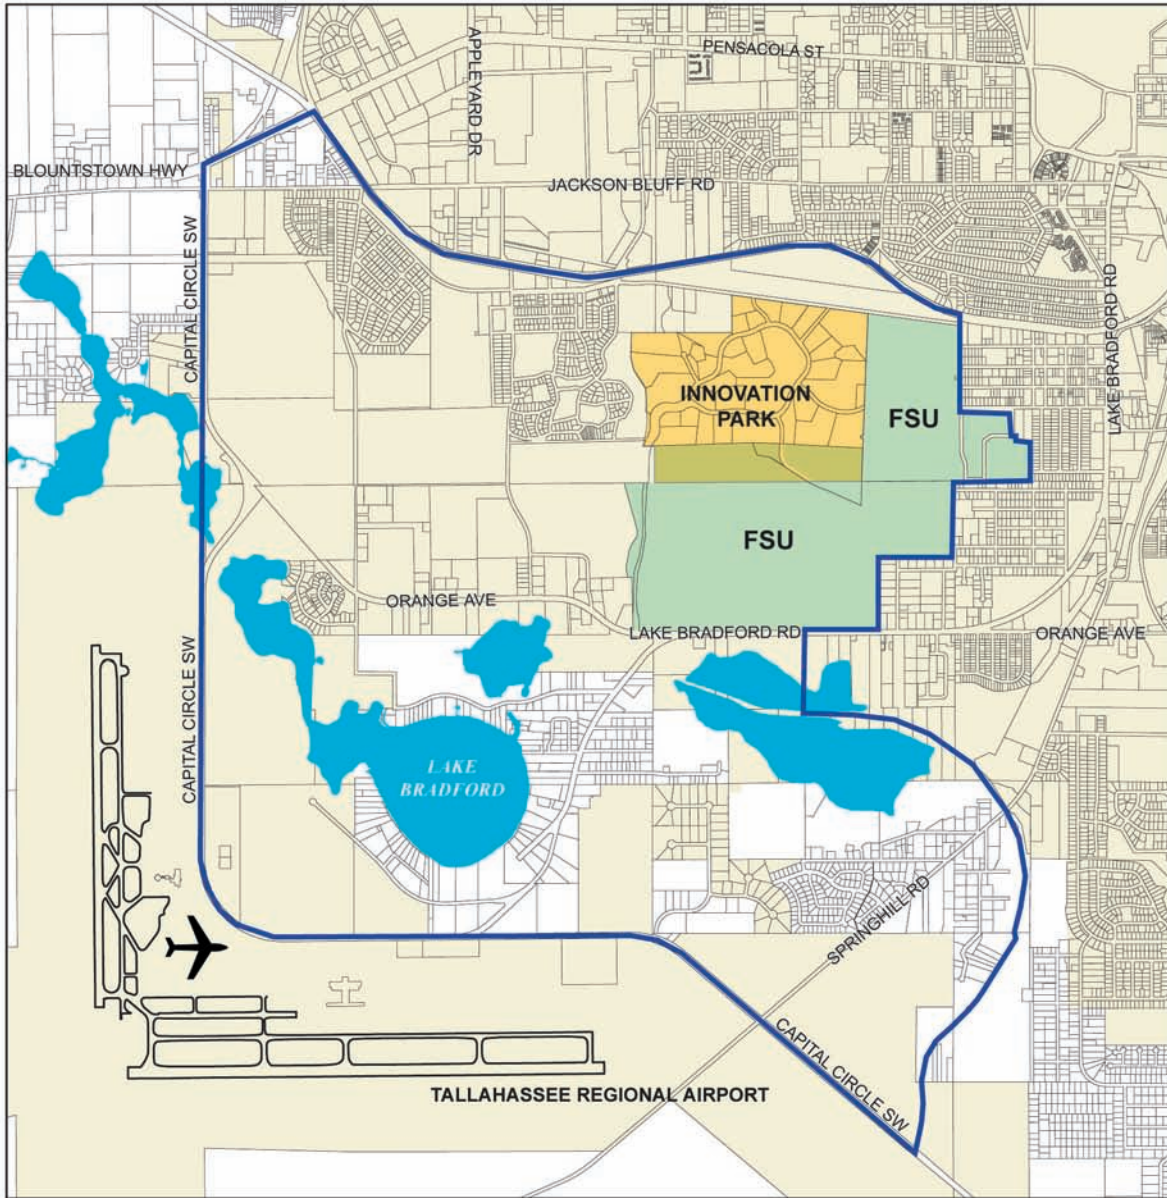 PENSACOLA ST
APPLEYARD DR
BLOUNTSTOWN HWY
JACKSON BLUFF RD
CAPITAL CIRCLE SW
LAKE BRADFORD RD
INNOVATION
PARK
FSU
FSU
ORANGE AVE
LAKE BRADFORD RD
ORANGE AVE
CAPITAL CIRCLE SW
LAKE
BRADFORD
SPRINGHILL RD
CAPITAL CIRCLE SW
TALLAHASSEE REGIONAL AIRPORT